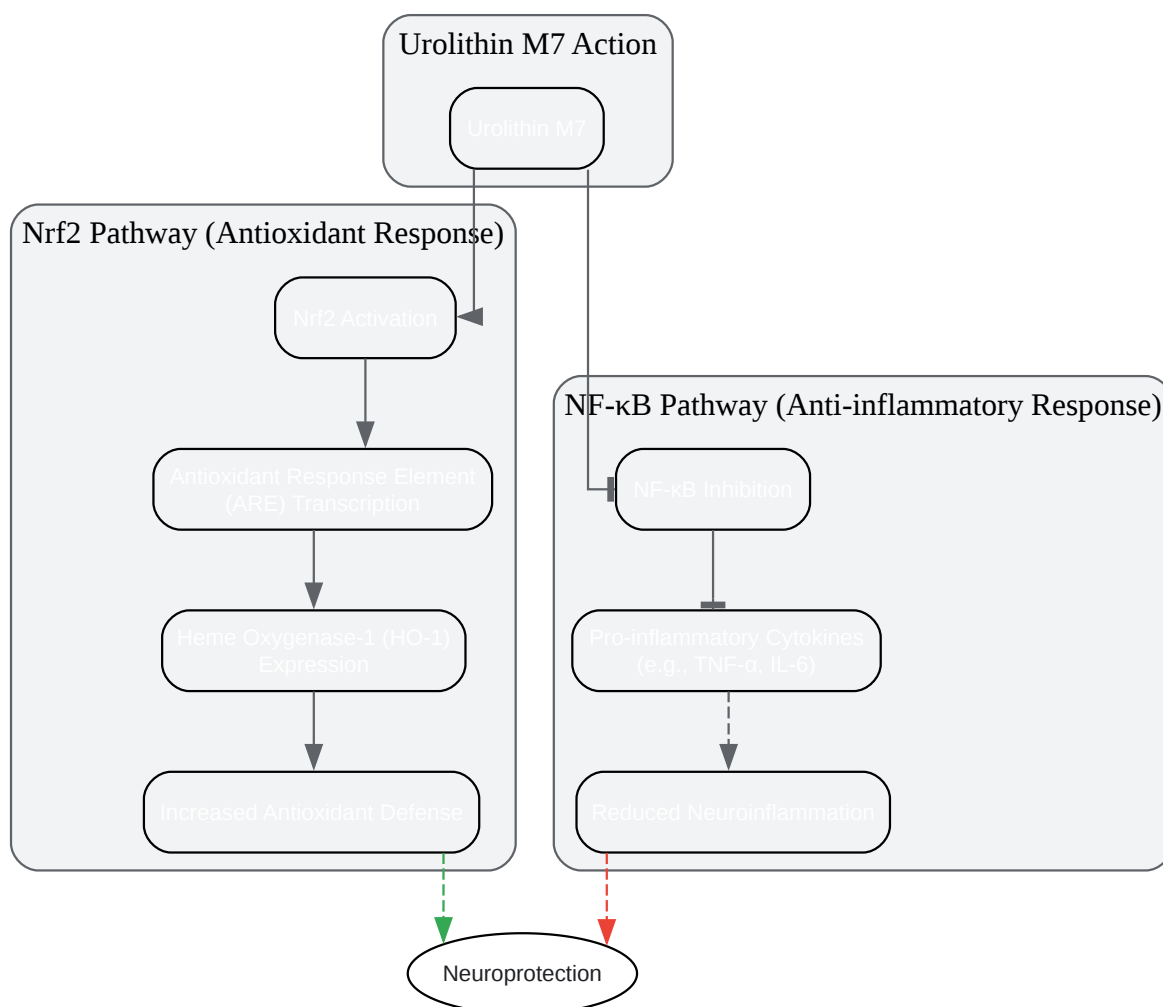 Urolithin M7 Action
Urolithin M7
Nrf2 Pathway (Antioxidant Response)
Nrf2 Activation
Antioxidant Response Element
(ARE) Transcription
Heme Oxygenase-1 (HO-1)
Expression
Increased Antioxidant Defense
NF-κB Pathway (Anti-inflammatory Response)
NF-κB Inhibition
Pro-inflammatory Cytokines
(e.g., TNF-α, IL-6)
Reduced Neuroinflammation
Neuroprotection